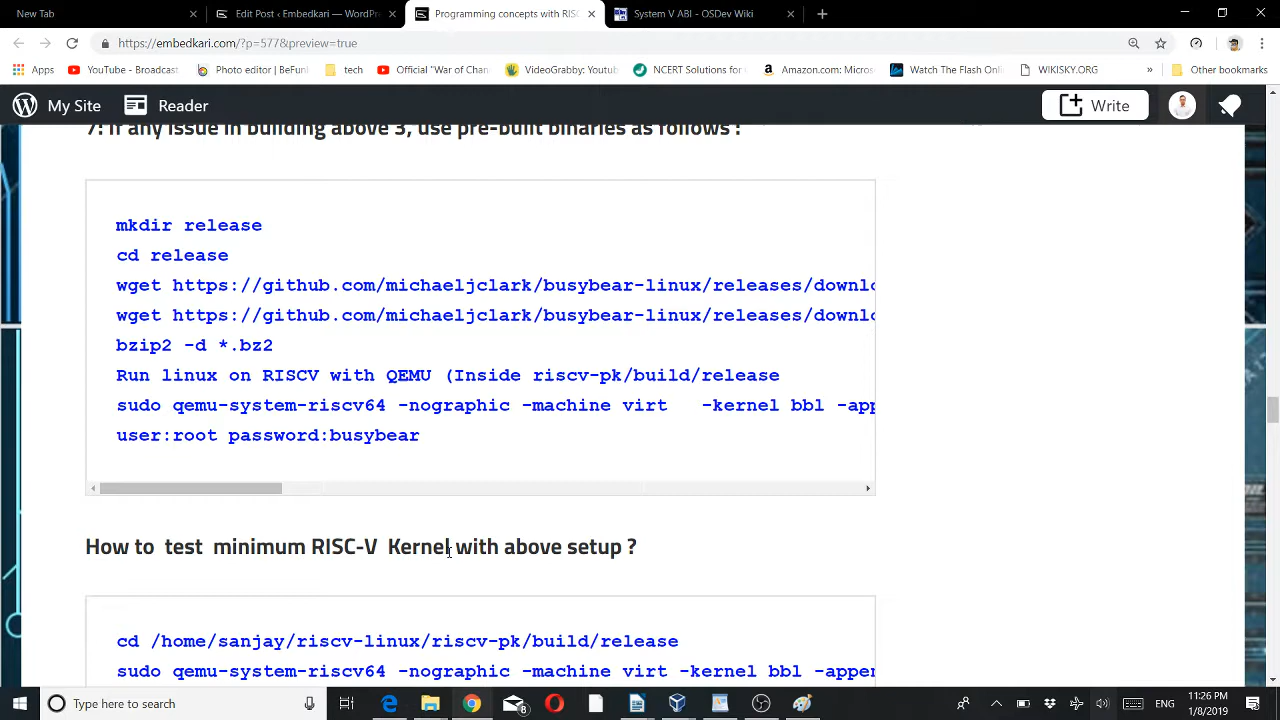 New Tab
Edit Post ‹ Embedkari — WordPr
Programming concepts with RISC
System V ABI - OSDev Wiki
https://embedkari.com/?p=577&preview=true
Apps
YouTube - Broadcast
Photo editor | BeFun
tech
Official "War of Chan
VideoGrabby: Youtub
NCERT Solutions for
Amazon.com: Micros
Watch The Flash Onli
WIKISKY.ORG
»
Other bookmarks
My Site
Reader
Write
7: If any issue in building above 3, use pre-built binaries as follows :
mkdir release
cd release
wget https://github.com/michaeljclark/busybear-linux/releases/downlo
wget https://github.com/michaeljclark/busybear-linux/releases/downlo
bzip2 -d *.bz2
Run linux on RISCV with QEMU (Inside riscv-pk/build/release
sudo qemu-system-riscv64 -nographic -machine virt -kernel bbl -app
user:root password:busybear
How to test minimum RISC-V Kernel with above setup ?
cd /home/sanjay/riscv-linux/riscv-pk/build/release
sudo qemu-system-riscv64 -nographic -machine virt -kernel bbl -apper
Type here to search
8
11:26 PM
1/8/2019